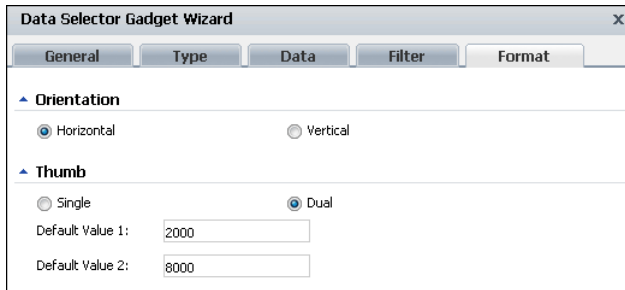 Data Selector Gadget Wizard x
General Type Data Filter Format
Orientation
Horizontal Vertical
Thumb
Single Dual
Default Value 1: 2000
Default Value 2: 8000